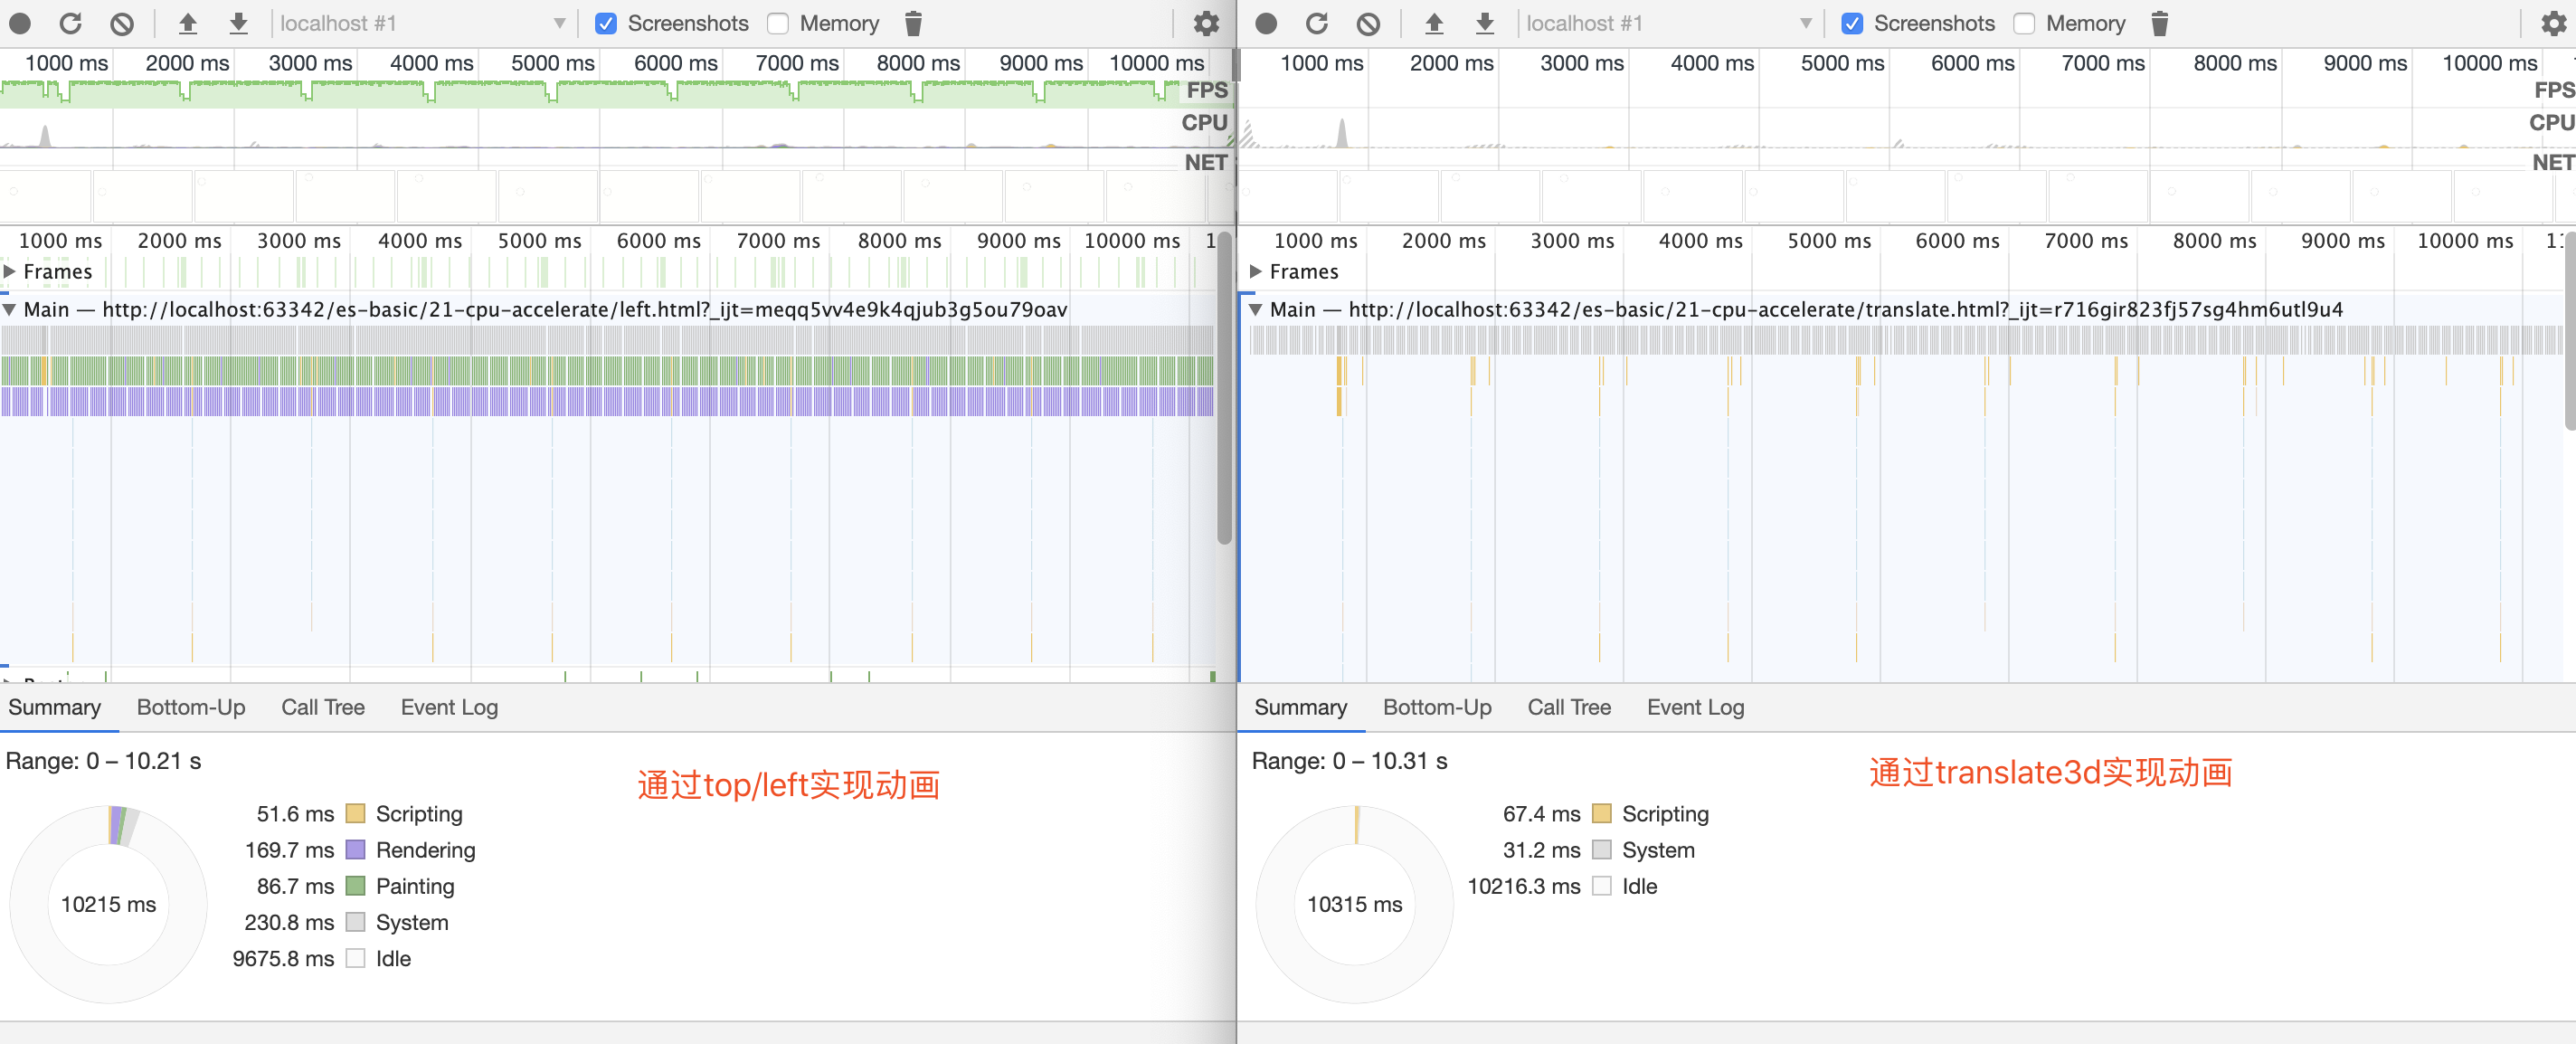 localhost #1
Screenshots
Memory
1000 ms 2000 ms 3000 ms 4000 ms 5000 ms 6000 ms 7000 ms 8000 ms 9000 ms 10000 ms
FPS
CPU
NET
1000 ms 2000 ms 3000 ms 4000 ms 5000 ms 6000 ms 7000 ms 8000 ms 9000 ms 10000 ms 1
Frames
Main — http://localhost:63342/es-basic/21-cpu-accelerate/left.html?_ijt=meqq5vv4e9k4qjub3g5ou79oav
Summary Bottom-Up Call Tree Event Log
Range: 0 – 10.21 s
通过top/left实现动画
10215 ms
51.6 ms Scripting
169.7 ms Rendering
86.7 ms Painting
230.8 ms System
9675.8 ms Idle
localhost #1
Screenshots
Memory
1000 ms 2000 ms 3000 ms 4000 ms 5000 ms 6000 ms 7000 ms 8000 ms 9000 ms 10000 ms
FPS
CPU
NET
1000 ms 2000 ms 3000 ms 4000 ms 5000 ms 6000 ms 7000 ms 8000 ms 9000 ms 10000 ms
Frames
Main — http://localhost:63342/es-basic/21-cpu-accelerate/translate.html?_ijt=r716gir823fj57sg4hm6utl9u4
Summary Bottom-Up Call Tree Event Log
Range: 0 – 10.31 s
通过translate3d实现动画
10315 ms
67.4 ms Scripting
31.2 ms System
10216.3 ms Idle